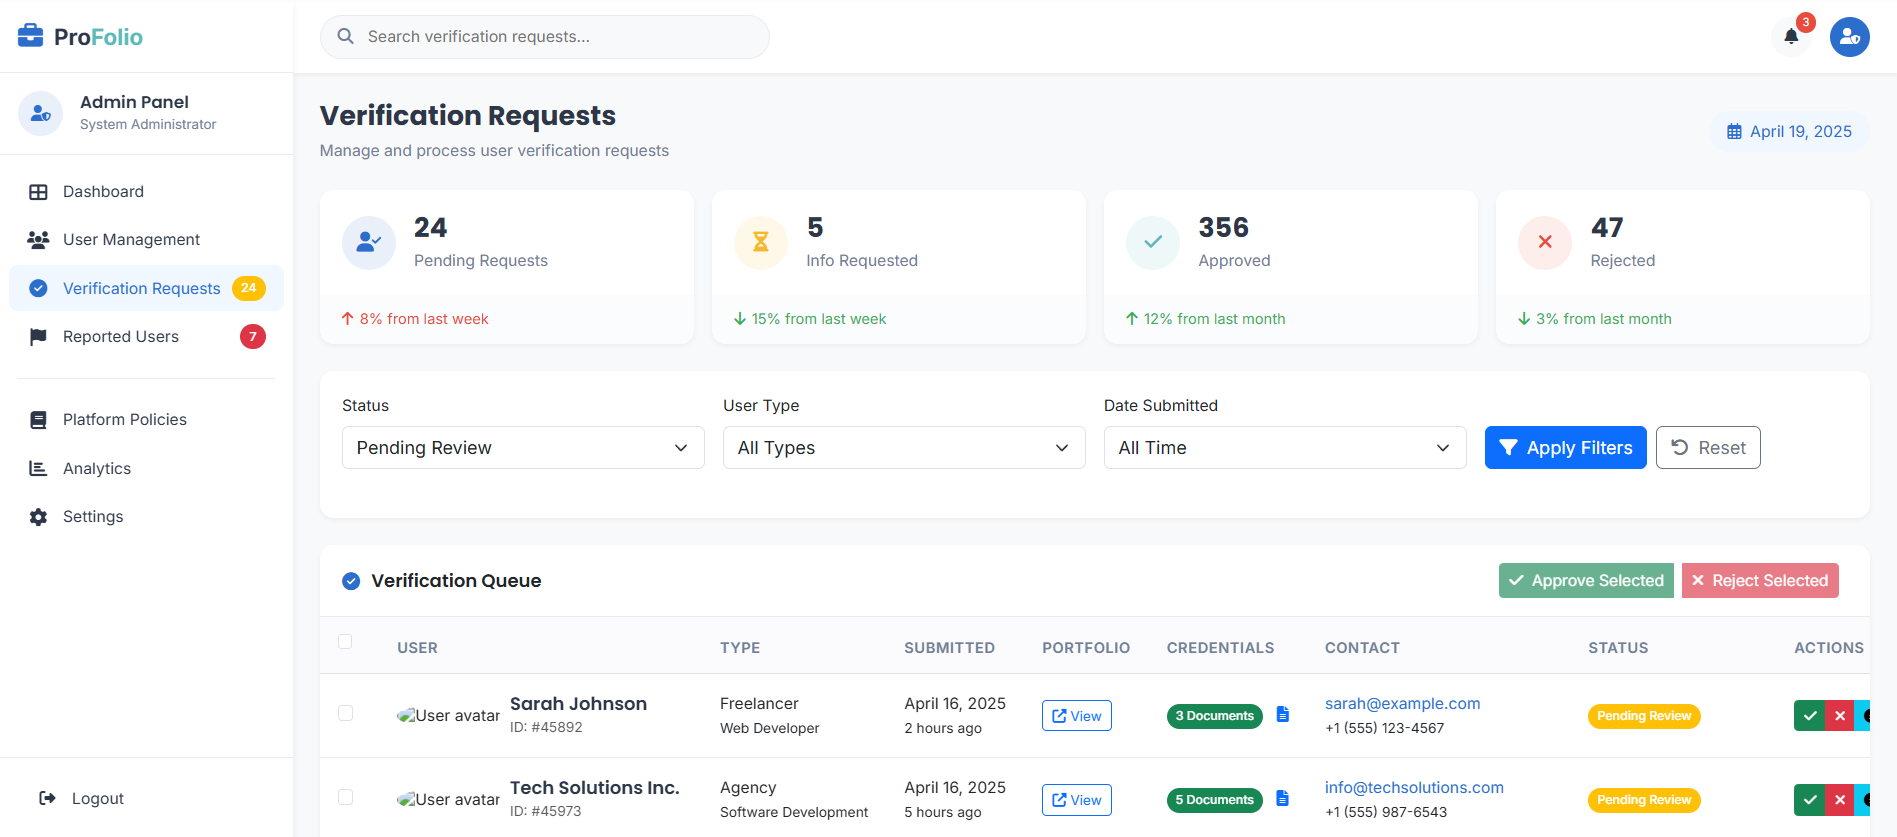 ProFolio
Search verification requests...
3
Admin Panel
System Administrator
Dashboard
User Management
Verification Requests 24
Reported Users 7
Platform Policies
Analytics
Settings
Logout
Verification Requests
Manage and process user verification requests
April 19, 2025
24
Pending Requests
8% from last week
5
Info Requested
15% from last week
356
Approved
12% from last month
47
Rejected
3% from last month
Status
Pending Review
User Type
All Types
Date Submitted
All Time
Apply Filters
Reset
Verification Queue
Approve Selected
Reject Selected
USER TYPE SUBMITTED PORTFOLIO CREDENTIALS CONTACT STATUS ACTIONS
User avatar Sarah Johnson Freelancer April 16, 2025 View 3 Documents sarah@example.com Pending Review
ID: #45892 Web Developer 2 hours ago +1 (555) 123-4567
User avatar Tech Solutions Inc. Agency April 16, 2025 View 5 Documents info@techsolutions.com Pending Review
ID: #45973 Software Development 5 hours ago +1 (555) 987-6543